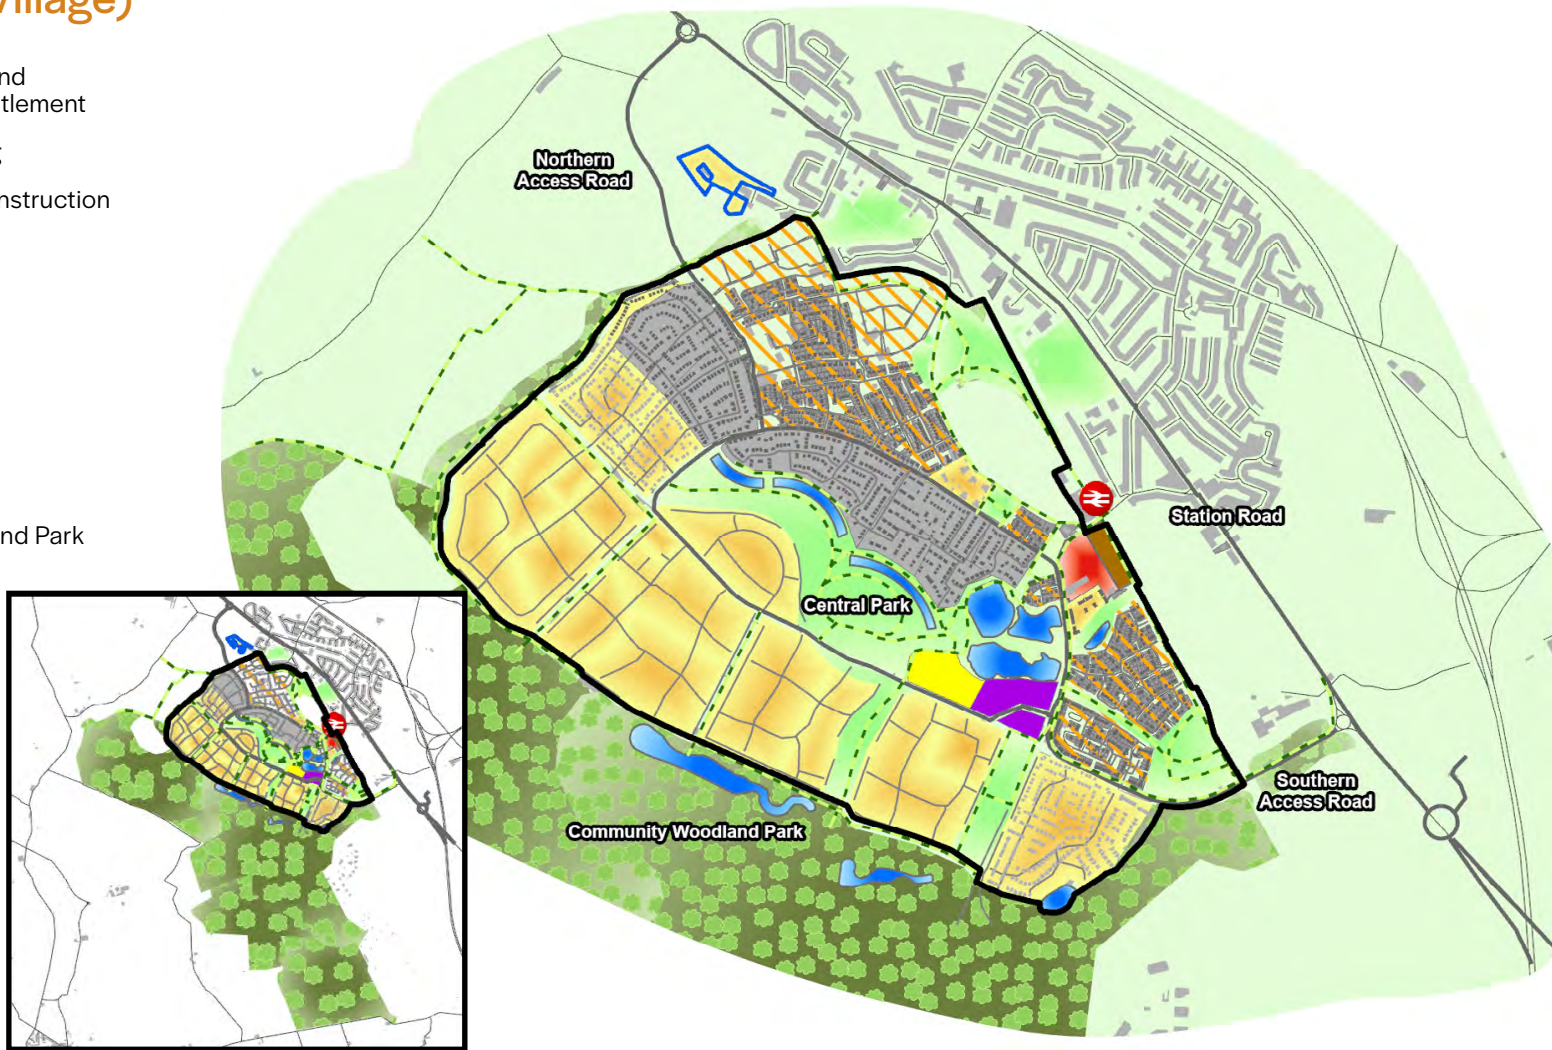 Village)
nd
tlement
nstruction
nd Park
Northern
Access Road
Station Road
Central Park
Community Woodland Park
Southern
Access Road